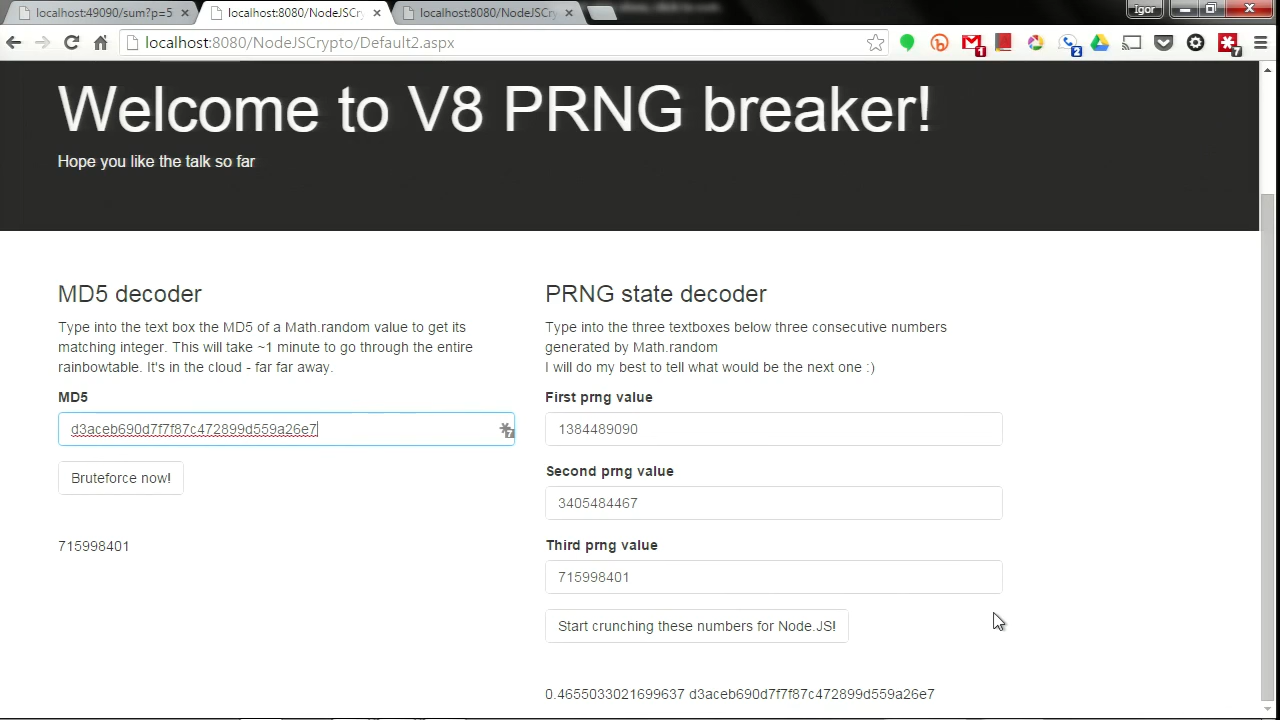 Igor
localhost:49090/sum?p=5
localhost:8080/NodeJSCry
localhost:8080/NodeJSCry
localhost:8080/NodeJSCrypto/Default2.aspx
1
2
7
Welcome to V8 PRNG breaker!
Hope you like the talk so far
MD5 decoder
Type into the text box the MD5 of a Math.random value to get its
matching integer. This will take ~1 minute to go through the entire
rainbowtable. It's in the cloud - far far away.
MD5
d3aceb690d7f7f87c472899d559a26e7
7
Bruteforce now!
715998401
PRNG state decoder
Type into the three textboxes below three consecutive numbers
generated by Math.random
I will do my best to tell what would be the next one :)
First prng value
1384489090
Second prng value
3405484467
Third prng value
715998401
Start crunching these numbers for Node.JS!
0.4655033021699637 d3aceb690d7f7f87c472899d559a26e7